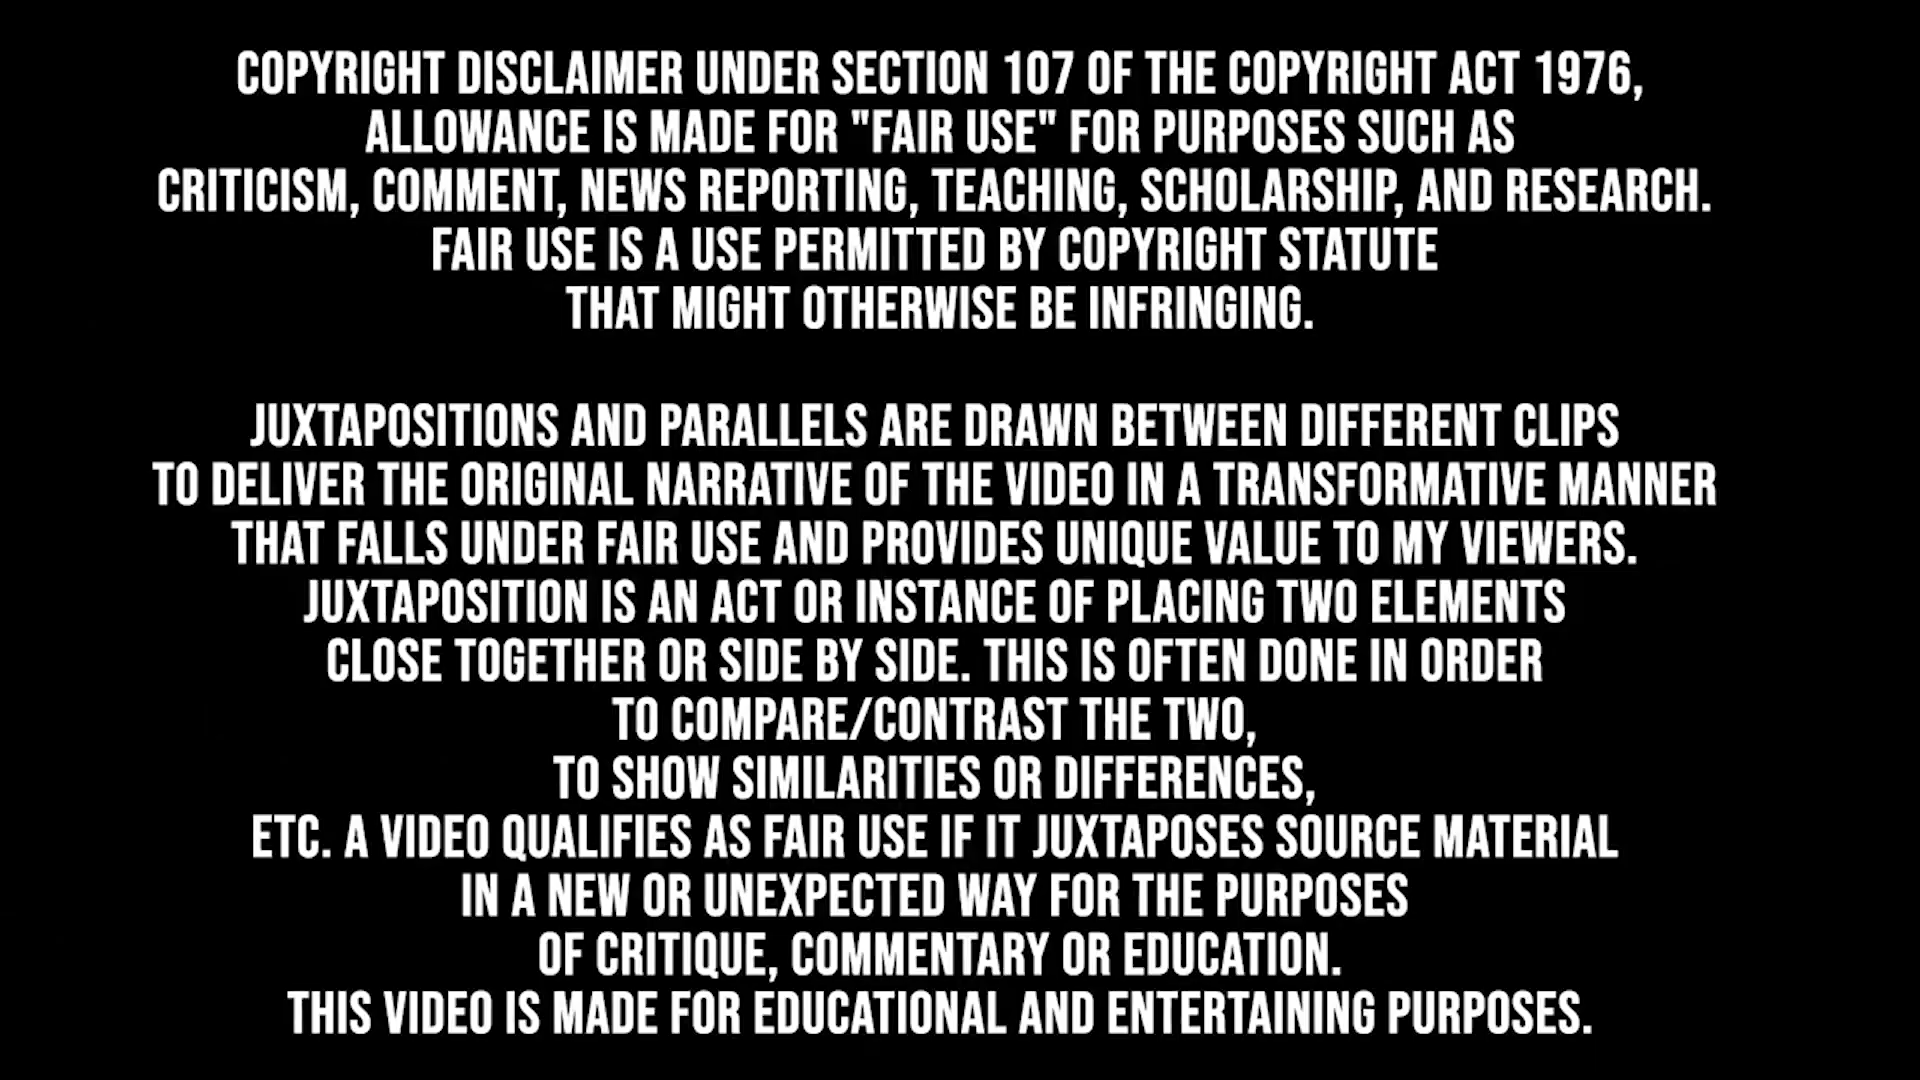 COPYRIGHT DISCLAIMER UNDER SECTION 107 OF THE COPYRIGHT ACT 1976,
ALLOWANCE IS MADE FOR "FAIR USE" FOR PURPOSES SUCH AS
CRITICISM, COMMENT, NEWS REPORTING, TEACHING, SCHOLARSHIP, AND RESEARCH.
FAIR USE IS A USE PERMITTED BY COPYRIGHT STATUTE
THAT MIGHT OTHERWISE BE INFRINGING.
JUXTAPOSITIONS AND PARALLELS ARE DRAWN BETWEEN DIFFERENT CLIPS
TO DELIVER THE ORIGINAL NARRATIVE OF THE VIDEO IN A TRANSFORMATIVE MANNER
THAT FALLS UNDER FAIR USE AND PROVIDES UNIQUE VALUE TO MY VIEWERS.
JUXTAPOSITION IS AN ACT OR INSTANCE OF PLACING TWO ELEMENTS
CLOSE TOGETHER OR SIDE BY SIDE. THIS IS OFTEN DONE IN ORDER
TO COMPARE/CONTRAST THE TWO,
TO SHOW SIMILARITIES OR DIFFERENCES,
ETC. A VIDEO QUALIFIES AS FAIR USE IF IT JUXTAPOSES SOURCE MATERIAL
IN A NEW OR UNEXPECTED WAY FOR THE PURPOSES
OF CRITIQUE, COMMENTARY OR EDUCATION.
THIS VIDEO IS MADE FOR EDUCATIONAL AND ENTERTAINING PURPOSES.